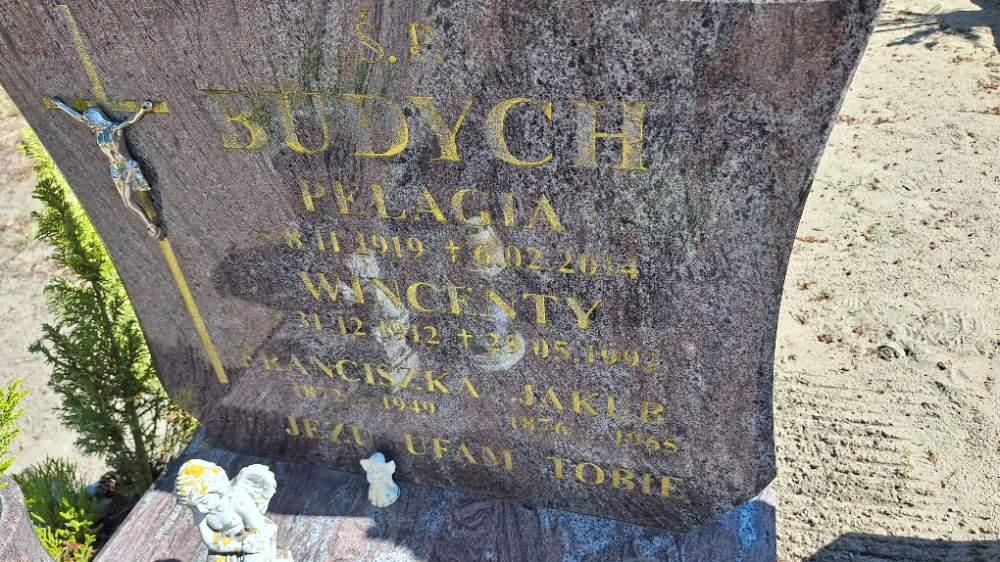 Ś.P.
BUDYCH
PELAGIA
* 8.11.1919 + 6.02.2014
WINCENTY
* 31.12.1912 + 29.05.1992
FRANCISZKA JAKUB
1872 - 1949 1876 - 1965
JEZU UFAM TOBIE